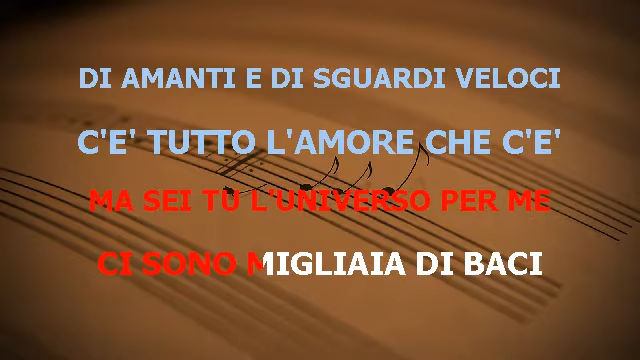 DI AMANTI E DI SGUARDI VELOCI
C'E' TUTTO L'AMORE CHE C'E'
MA SEI TU L'UNIVERSO PER ME
CI SONO MIGLIAIA DI BACI